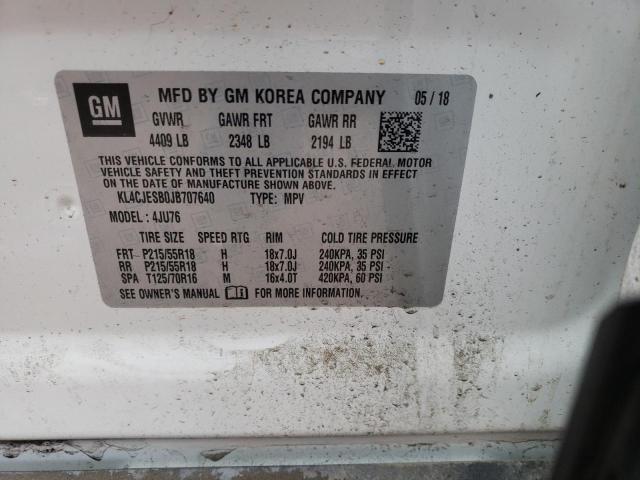 GM MFD BY GM KOREA COMPANY 05 / 18
GVWR GAWR FRT GAWR RR
4409 LB 2348 LB 2194 LB
THIS VEHICLE CONFORMS TO ALL APPLICABLE U.S. FEDERAL MOTOR
VEHICLE SAFETY AND THEFT PREVENTION STANDARDS IN EFFECT ON
THE DATE OF MANUFACTURE SHOWN ABOVE.
KL4CJESB0JB707640 TYPE: MPV
MODEL : 4JU76
TIRE SIZE SPEED RTG RIM COLD TIRE PRESSURE
FRT P215/55R18 H 18x7.0J 240KPA, 35 PSI
RR P215/55R18 H 18x7.0J 240KPA, 35 PSI
SPA T125/70R16 M 16x4.0T 420KPA, 60 PSI
SEE OWNER'S MANUAL FOR MORE INFORMATION.